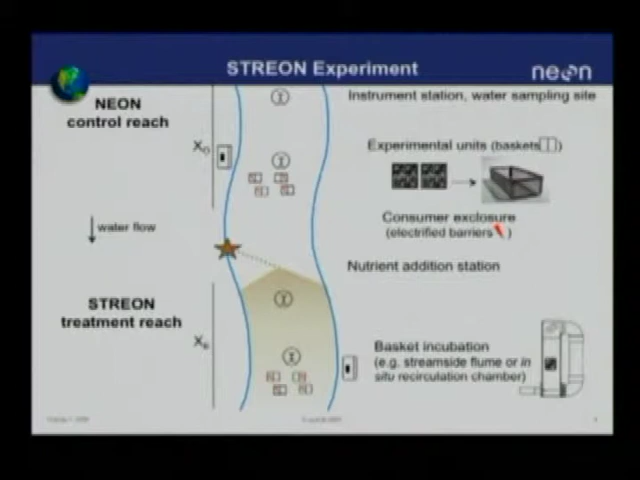 STREON Experiment
neon
NEON
control reach
Instrument station, water sampling site
Experimental units (baskets)
Consumer exclosure
(electrified barriers)
water flow
Nutrient addition station
STREON
treatment reach
Basket incubation
(e.g. streamside flume or in
situ recirculation chamber)